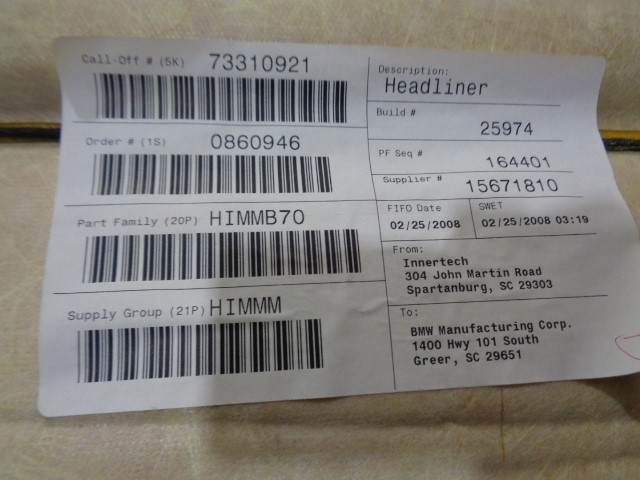 Call-Off # (5K) 73310921
Order # (1S) 0860946
Part Family (20P) HIMMB70
Supply Group (21P) HIMMM
Description:
Headliner
Build #
25974
PF Seq #
164401
Supplier #
15671810
FIFO Date
02/25/2008
SWET
02/25/2008 03:19
From:
Innertech
304 John Martin Road
Spartanburg, SC 29303
To:
BMW Manufacturing Corp.
1400 Hwy 101 South
Greer, SC 29651